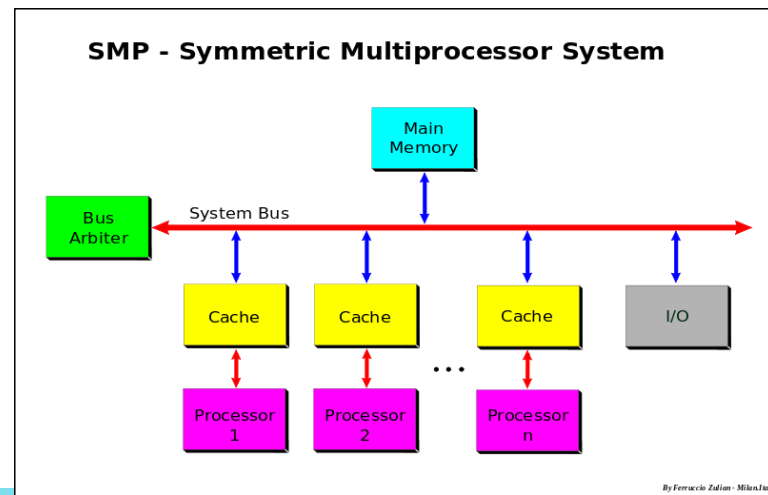 SMP - Symmetric Multiprocessor System
Main
Memory
Bus
Arbiter
System Bus
Cache
Cache
Cache
I/O
...
Processor
1
Processor
2
Processor
n
By Ferruccio Zulian - Milan.Ita